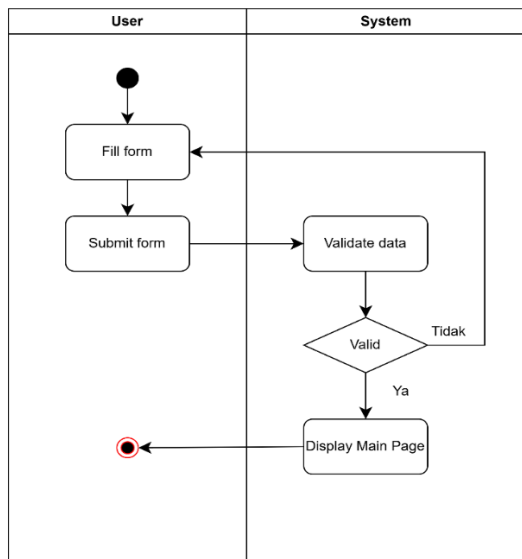 User
System
Fill form
Submit form
Validate data
Valid
Tidak
Ya
Display Main Page